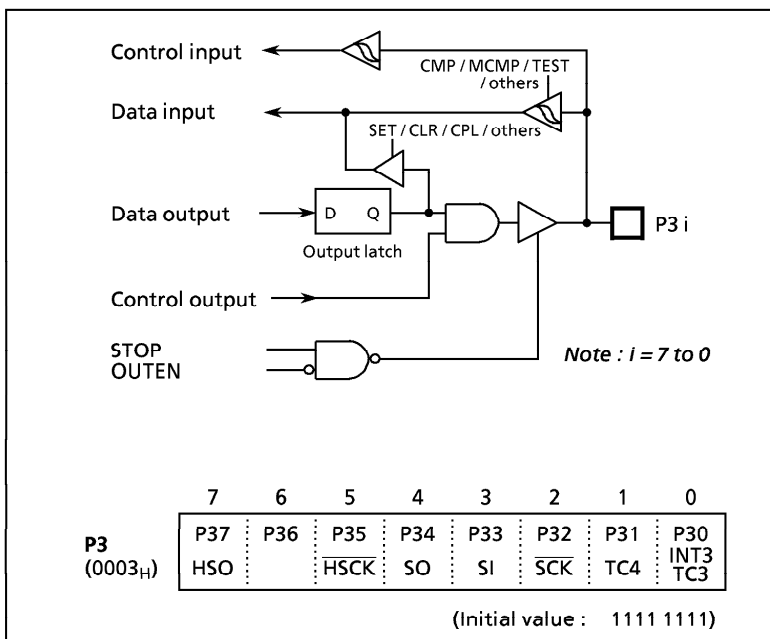 Control input
CMP / MCMP / TEST
/ others
Data input
SET / CLR / CPL / others
Data output
D Q
P3 i
Output latch
Control output
STOP
OUTEN
Note : i = 7 to 0
7 6 5 4 3 2 1 0
P3
(0003H)
P37 P36 P35 P34 P33 P32 P31 P30
HSO HSCK SO SI SCK TC4 INT3
TC3
(Initial value : 1111 1111)